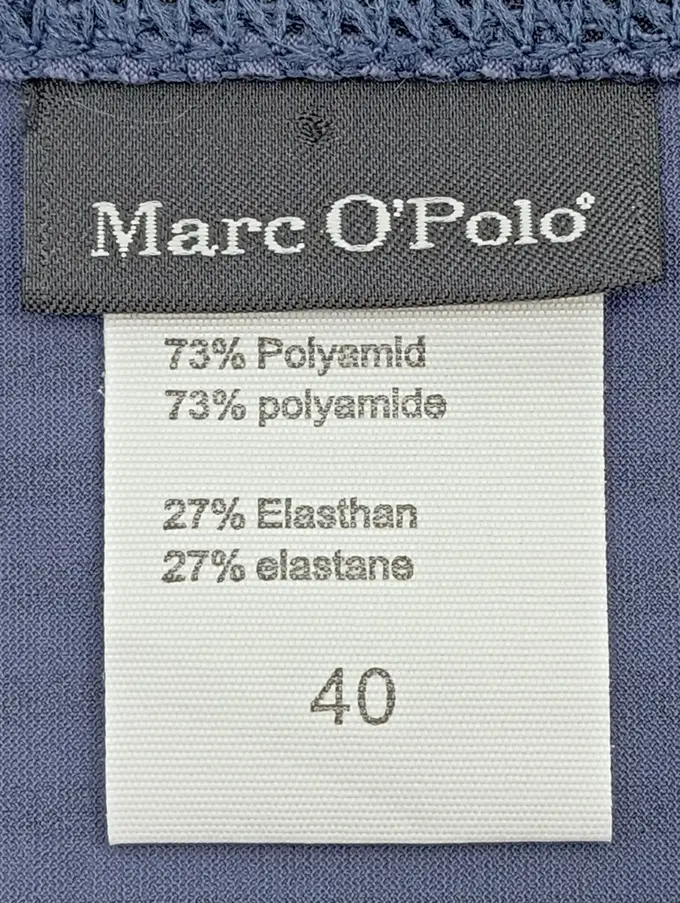 Marc O'Polo
73% Polyamid
73% polyamide
27% Elasthan
27% elastane
40